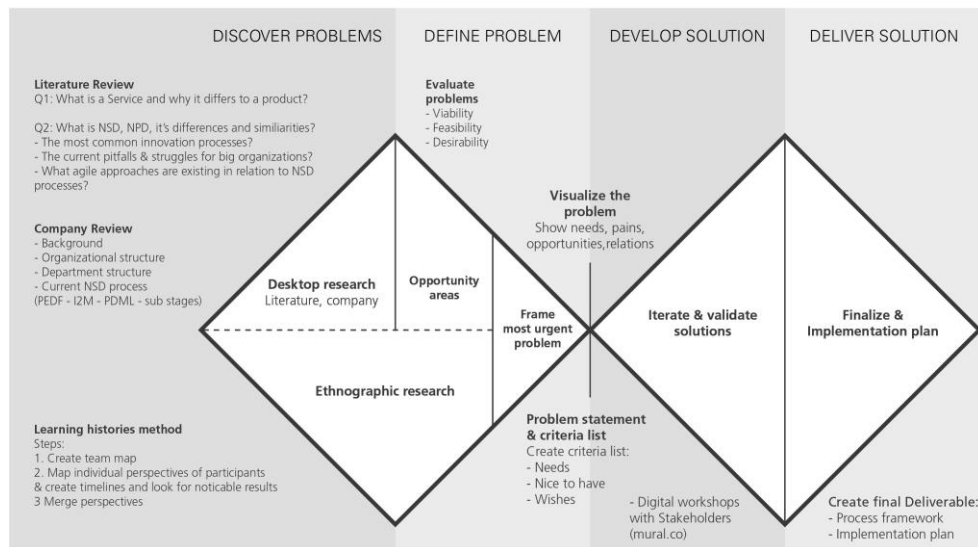 DISCOVER PROBLEMS
DEFINE PROBLEM
DEVELOP SOLUTION
DELIVER SOLUTION
Literature Review
Q1: What is a Service and why it differs to a product?
Q2: What is NSD, NPD, it's differences and similiarities?
- The most common innovation processes?
- The current pitfalls & struggles for big organizations?
- What agile approaches are existing in relation to NSD
processes?
Company Review
- Background
- Organizational structure
- Department structure
- Current NSD process
(PEDF - I2M - PDML - sub stages)
Learning histories method
Steps:
1. Create team map
2. Map individual perspectives of participants
& create timelines and look for noticable results
3 Merge perspectives
Desktop research
Literature, company
Ethnographic research
Evaluate
problems
- Viability
- Feasibility
- Desirability
Opportunity
areas
Frame
most urgent
problem
Visualize the
problem
Show needs, pains,
opportunities,relations
Problem statement
& criteria list
Create criteria list:
- Needs
- Nice to have
- Wishes
Iterate & validate
solutions
- Digital workshops
with Stakeholders
(mural.co)
Finalize &
Implementation plan
Create final Deliverable:
- Process framework
- Implementation plan